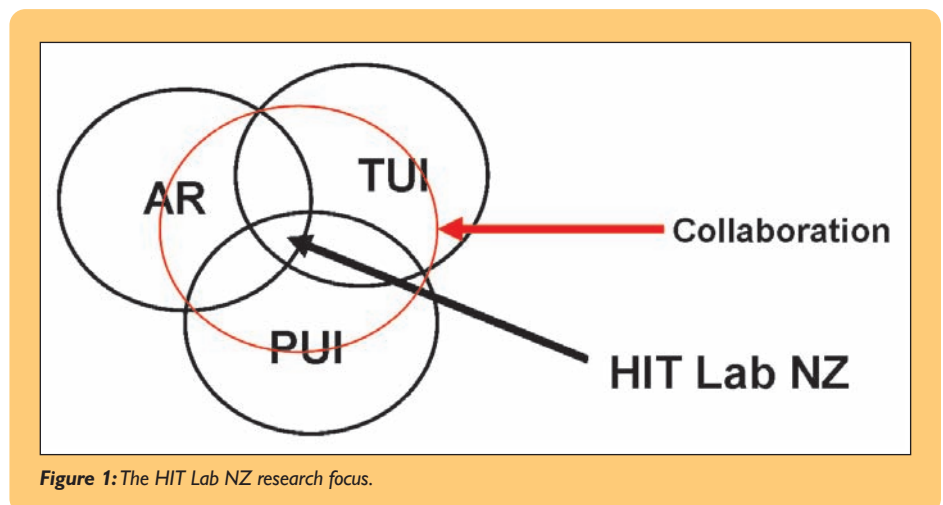 AR
TUI
Collaboration
PUI
HIT Lab NZ
Figure 1: The HIT Lab NZ research focus.